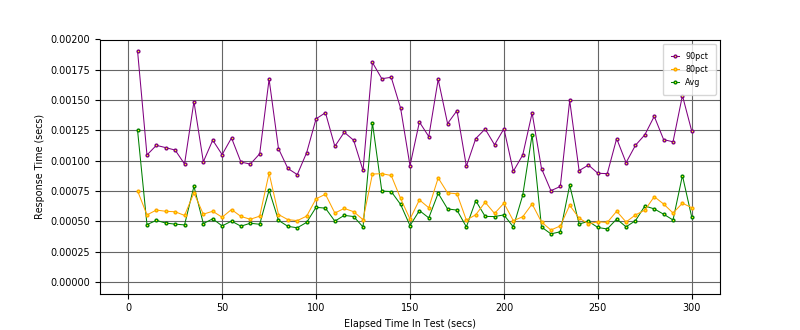 0.00200
0.00175
0.00150
0.00125
0.00100
0.00075
0.00050
0.00025
0.00000
Response Time (secs)
90pct
80pct
Avg
0 50 100 150 200 250 300
Elapsed Time In Test (secs)